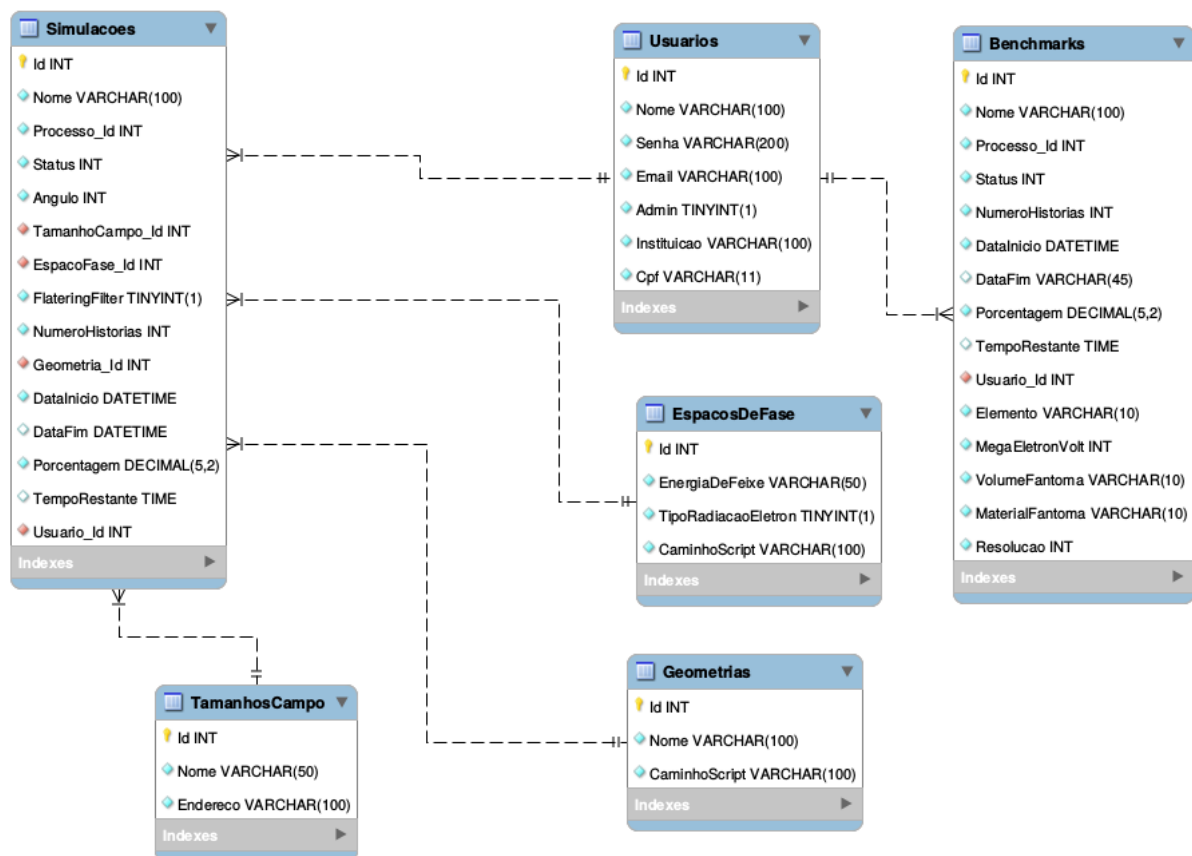 Simulacoes
Id INT
Nome VARCHAR(100)
Processo_Id INT
Status INT
Angulo INT
TamanhoCampo_Id INT
EspacoFase_Id INT
FlateringFilter TINYINT(1)
NumeroHistorias INT
Geometria_Id INT
DataInicio DATETIME
DataFim DATETIME
Porcentagem DECIMAL(5,2)
TempoRestante TIME
Usuario_Id INT
Indexes
Usuarios
Id INT
Nome VARCHAR(100)
Senha VARCHAR(200)
Email VARCHAR(100)
Admin TINYINT(1)
Instituicao VARCHAR(100)
Cpf VARCHAR(11)
Indexes
Benchmarks
Id INT
Nome VARCHAR(100)
Processo_Id INT
Status INT
NumeroHistorias INT
DataInicio DATETIME
DataFim VARCHAR(45)
Porcentagem DECIMAL(5,2)
TempoRestante TIME
Usuario_Id INT
Elemento VARCHAR(10)
MegaEletronVolt INT
VolumeFantoma VARCHAR(10)
MaterialFantoma VARCHAR(10)
Resolucao INT
Indexes
EspacosDeFase
Id INT
EnergiaDeFeixe VARCHAR(50)
TipoRadiacaoEletron TINYINT(1)
CaminhoScript VARCHAR(100)
Indexes
TamanhosCampo
Id INT
Nome VARCHAR(50)
Endereco VARCHAR(100)
Indexes
Geometrias
Id INT
Nome VARCHAR(100)
CaminhoScript VARCHAR(100)
Indexes